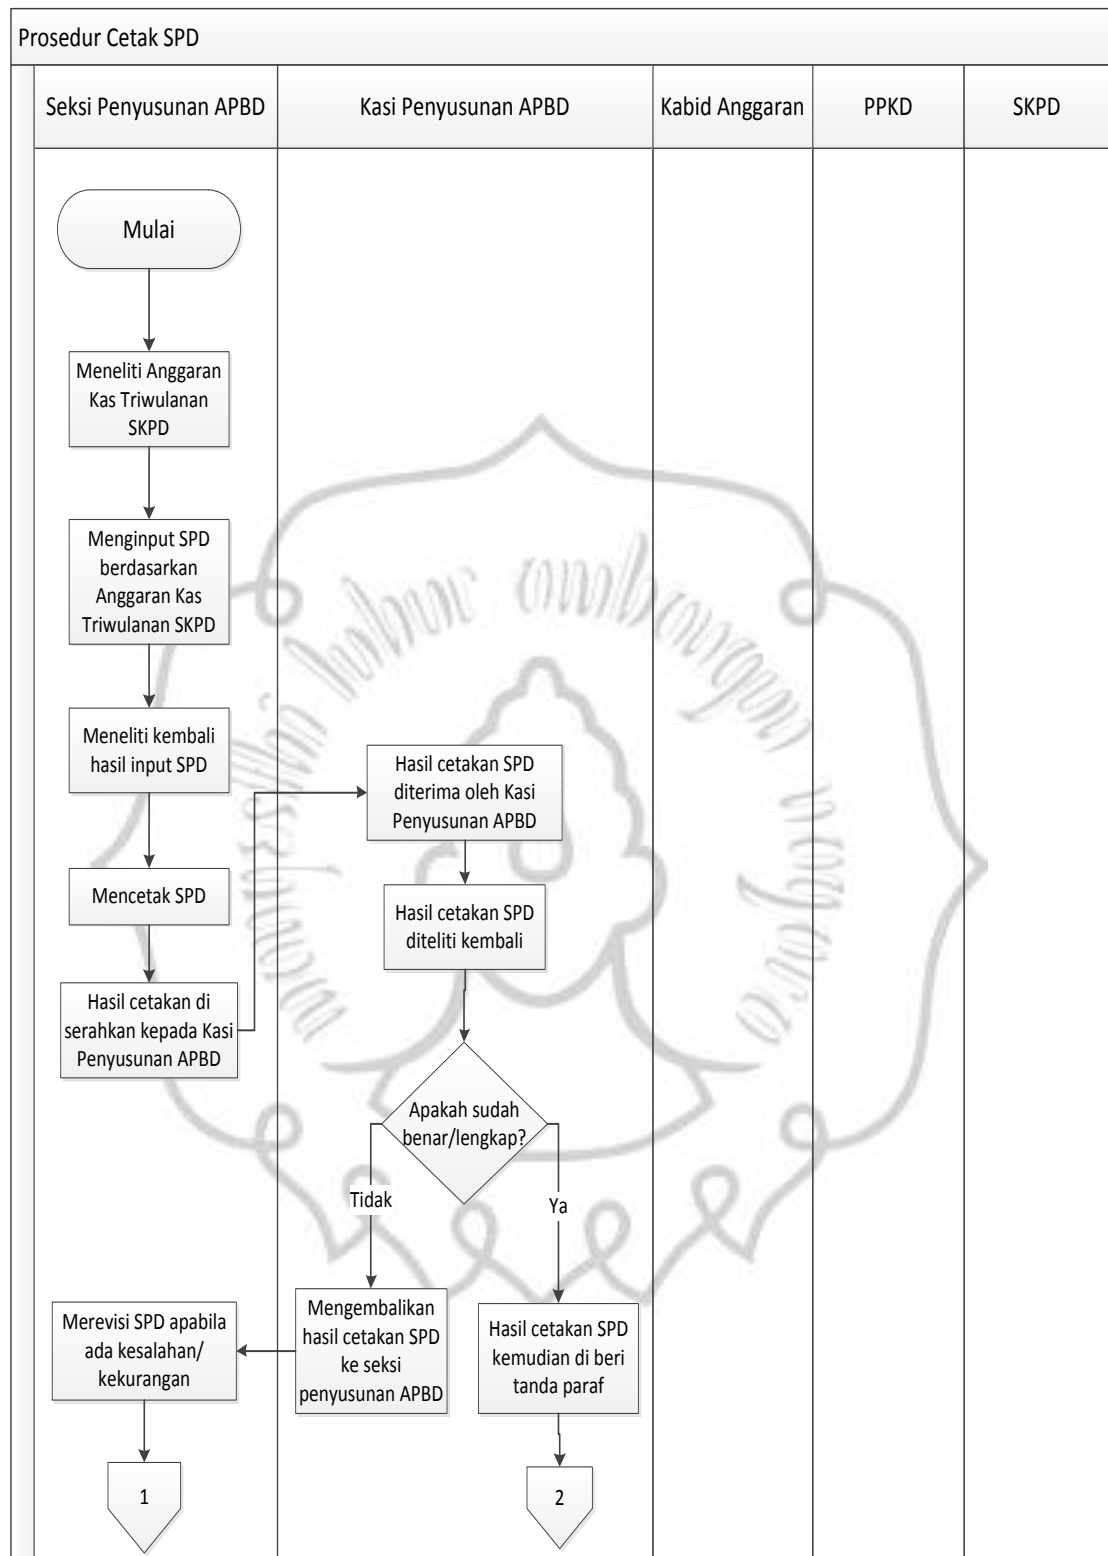 Prosedur Cetak SPD
Seksi Penyusunan APBD
Kasi Penyusunan APBD
Kabid Anggaran
PPKD
SKPD
Mulai
Meneliti Anggaran
Kas Triwulanan
SKPD
Menginput SPD
berdasarkan
Anggaran Kas
Triwulanan SKPD
Meneliti kembali
hasil input SPD
Mencetak SPD
Hasil cetakan di
serahkan kepada Kasi
Penyusunan APBD
Hasil cetakan SPD
diterima oleh Kasi
Penyusunan APBD
Hasil cetakan SPD
diteliti kembali
Apakah sudah
benar/lengkap?
Tidak
Ya
Mengembalikan
hasil cetakan SPD
ke seksi
penyusunan APBD
Hasil cetakan SPD
kemudian di beri
tanda paraf
Merevisi SPD apabila
ada kesalahan/
kekurangan
1
2